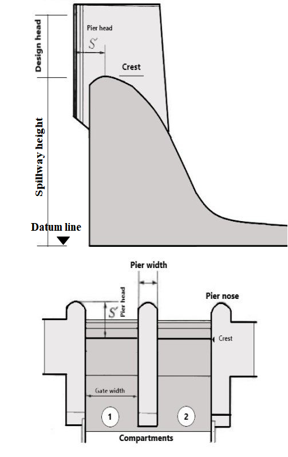 Design head
Pier head
S
Crest
Spillway height
Datum line
Pier width
S
Pier head
Pier nose
Crest
Gate width
1
2
Compartments